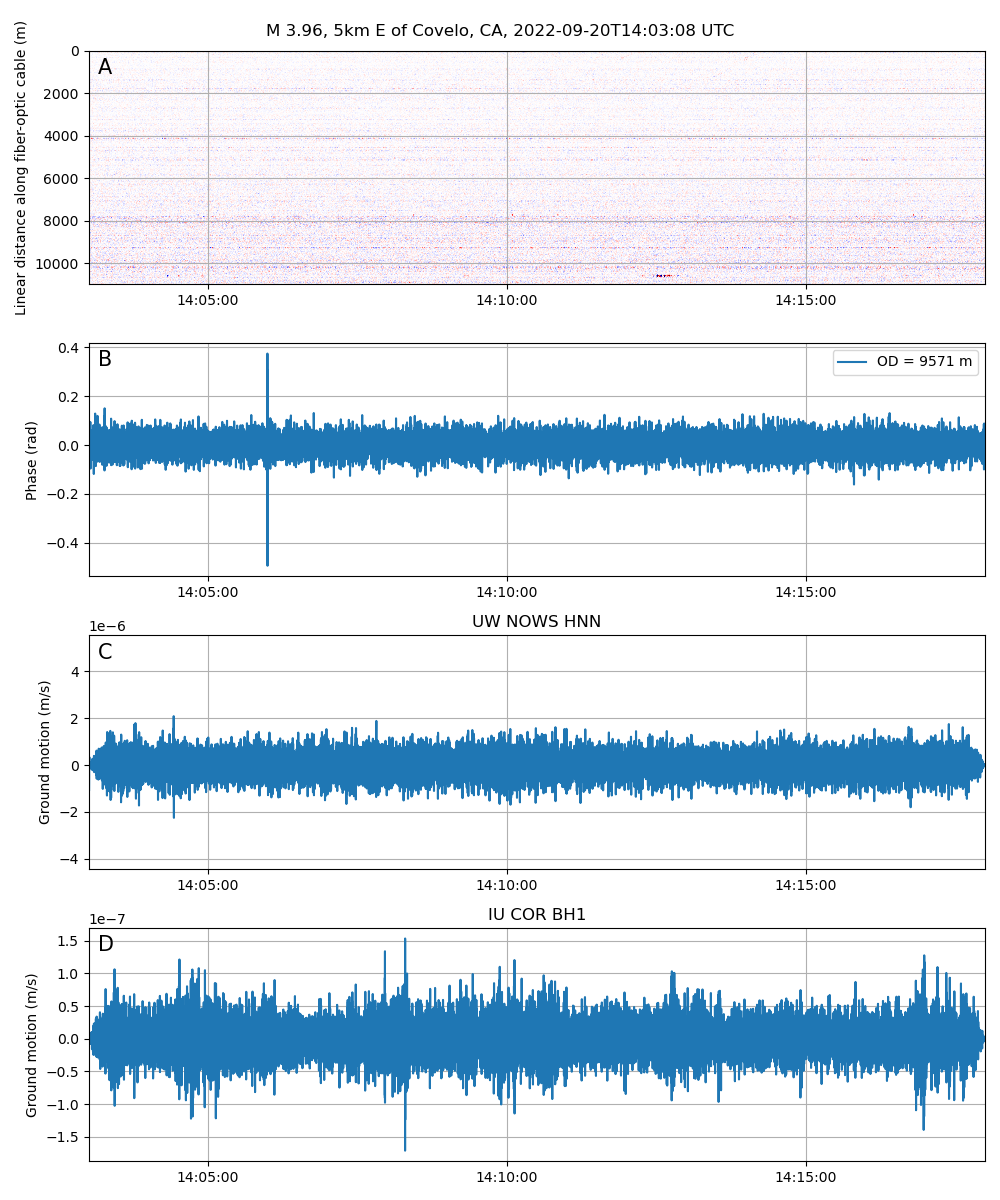 M 3.96, 5km E of Covelo, CA, 2022-09-20T14:03:08 UTC
Linear distance along fiber-optic cable (m)
A
0
2000
4000
6000
8000
10000
14:05:00 14:10:00 14:15:00
B
OD = 9571 m
Phase (rad)
0.4
0.2
0.0
−0.2
−0.4
14:05:00 14:10:00 14:15:00
UW NOWS HNN
1e−6
C
Ground motion (m/s)
4
2
0
−2
−4
14:05:00 14:10:00 14:15:00
IU COR BH1
1e−7
D
Ground motion (m/s)
1.5
1.0
0.5
0.0
−0.5
−1.0
−1.5
14:05:00 14:10:00 14:15:00